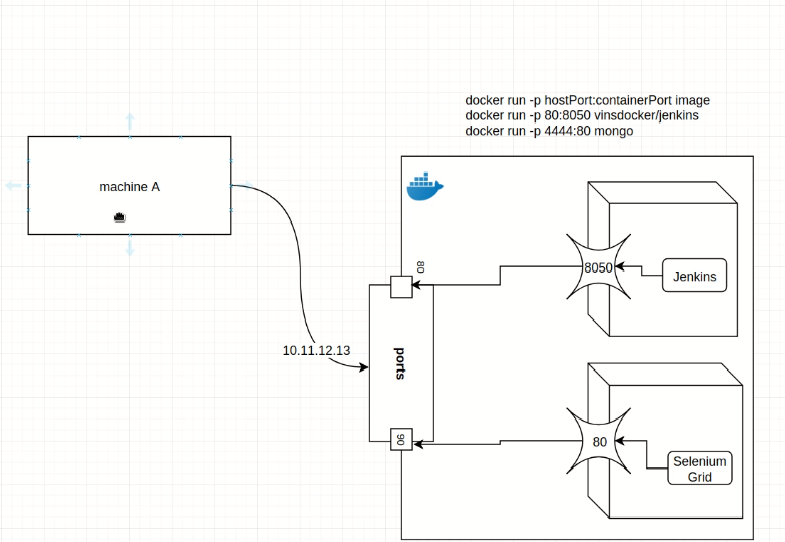 docker run -p hostPort:containerPort image
docker run -p 80:8050 vinsdocker/jenkins
docker run -p 4444:80 mongo
machine A
10.11.12.13
80
ports
90
8050
Jenkins
80
Selenium
Grid